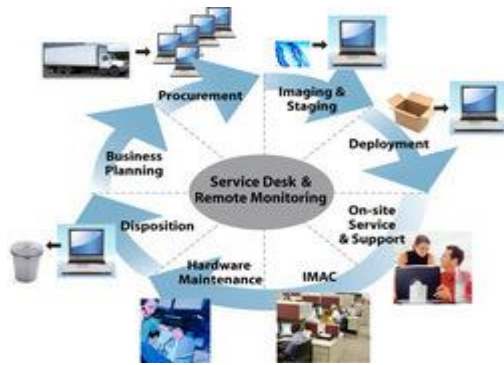 Procurement
Imaging &
Staging
Deployment
On-site
Service
& Support
IMAC
Hardware
Maintenance
Disposition
Business
Planning
Service Desk &
Remote Monitoring